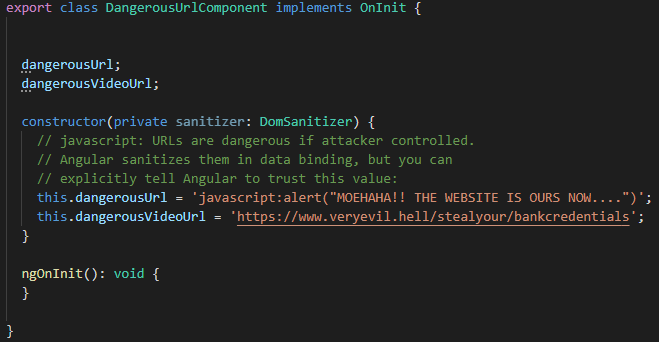 export class DangerousUrlComponent implements OnInit {
dangerousUrl;
dangerousVideoUrl;
constructor(private sanitizer: DomSanitizer) {
// javascript: URLs are dangerous if attacker controlled.
// Angular sanitizes them in data binding, but you can
// explicitly tell Angular to trust this value:
this.dangerousUrl = 'javascript:alert("MOEHAHA!! THE WEBSITE IS OURS NOW....")';
this.dangerousVideoUrl = 'https://www.veryevil.hell/stealyour/bankcredentials';
}
ngOnInit(): void {
}
}